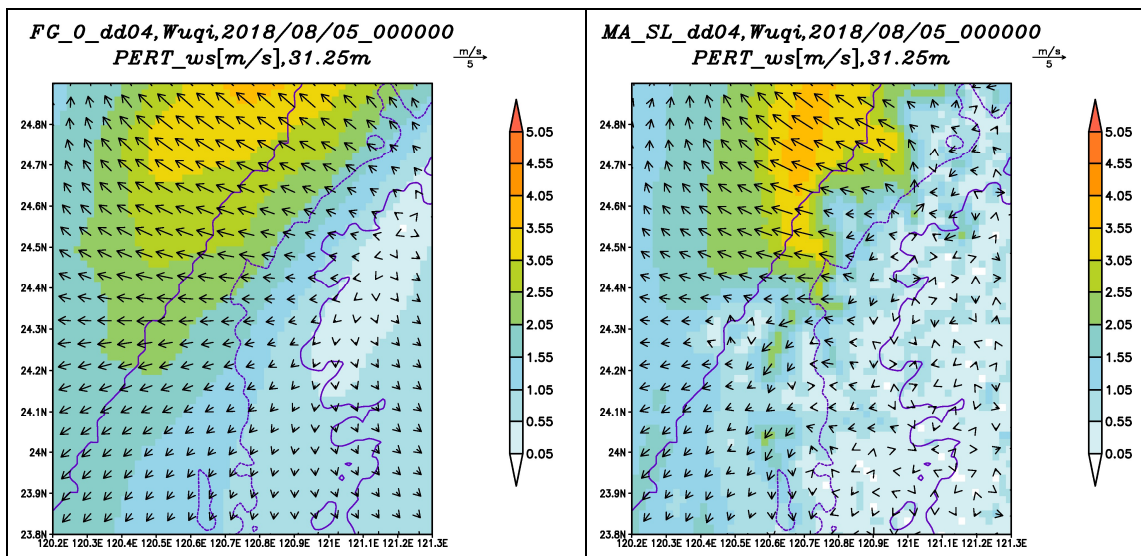 FG_0_dd04,Wuqi,2018/08/05_000000
PERT_ws[m/s],31.25m
m/s
5
24.8N
24.7N
24.6N
24.5N
24.4N
24.3N
24.2N
24.1N
24N
23.9N
23.8N
120.2E 120.3E 120.4E 120.5E 120.6E 120.7E 120.8E 120.9E 121E 121.1E 121.2E 121.3E
5.05
4.55
4.05
3.55
3.05
2.55
2.05
1.55
1.05
0.55
0.05
MA_SL_dd04,Wuqi,2018/08/05_000000
PERT_ws[m/s],31.25m
m/s
5
24.8N
24.7N
24.6N
24.5N
24.4N
24.3N
24.2N
24.1N
24N
23.9N
23.8N
120.2E 120.3E 120.4E 120.5E 120.6E 120.7E 120.8E 120.9E 121E 121.1E 121.2E 121.3E
5.05
4.55
4.05
3.55
3.05
2.55
2.05
1.55
1.05
0.55
0.05